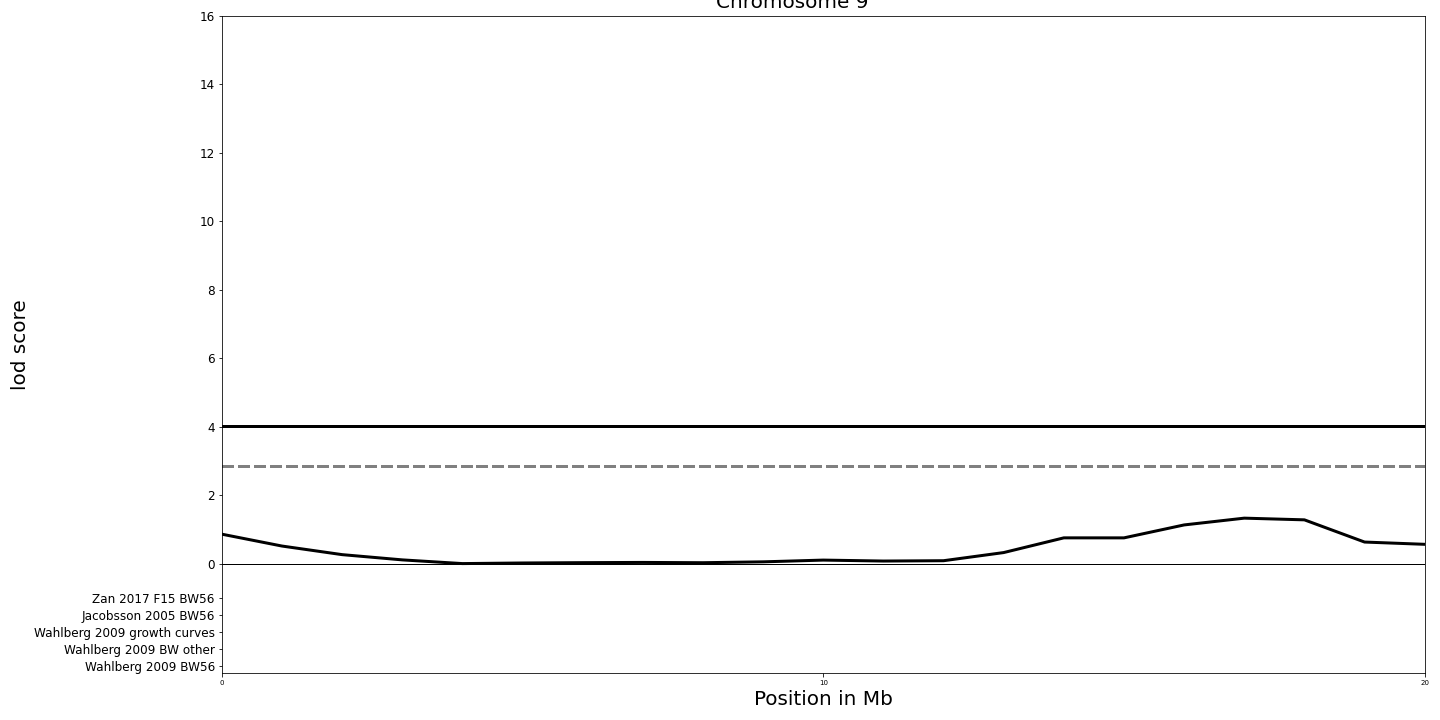 Chromosome 9
16
14
12
10
8
6
4
2
0
lod score
Zan 2017 F15 BW56
Jacobsson 2005 BW56
Wahlberg 2009 growth curves
Wahlberg 2009 BW other
Wahlberg 2009 BW56
0 10 20
Position in Mb